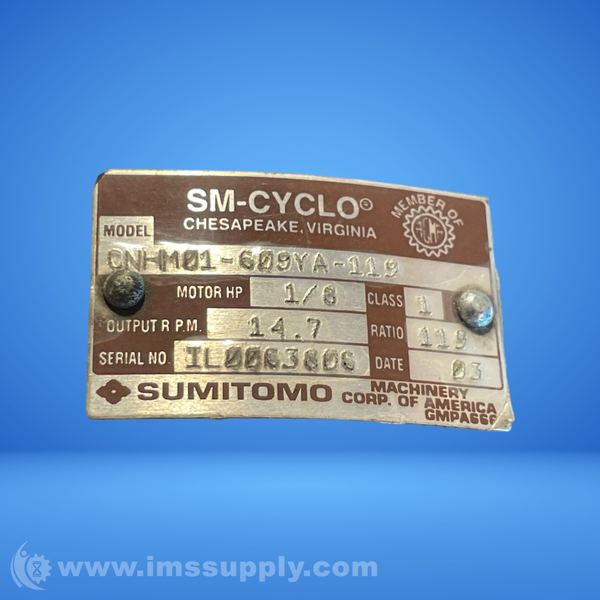 SM-CYCLO®
CHESAPEAKE, VIRGINIA
MEMBER OF
MODEL
CNHM01-609YA-119
MOTOR HP 1/8 CLASS 1
OUTPUT R P.M. 14.7 RATIO 119
SERIAL NO. DATE 03
SUMITOMO MACHINERY
CORP. OF AMERICA
www.imssupply.com